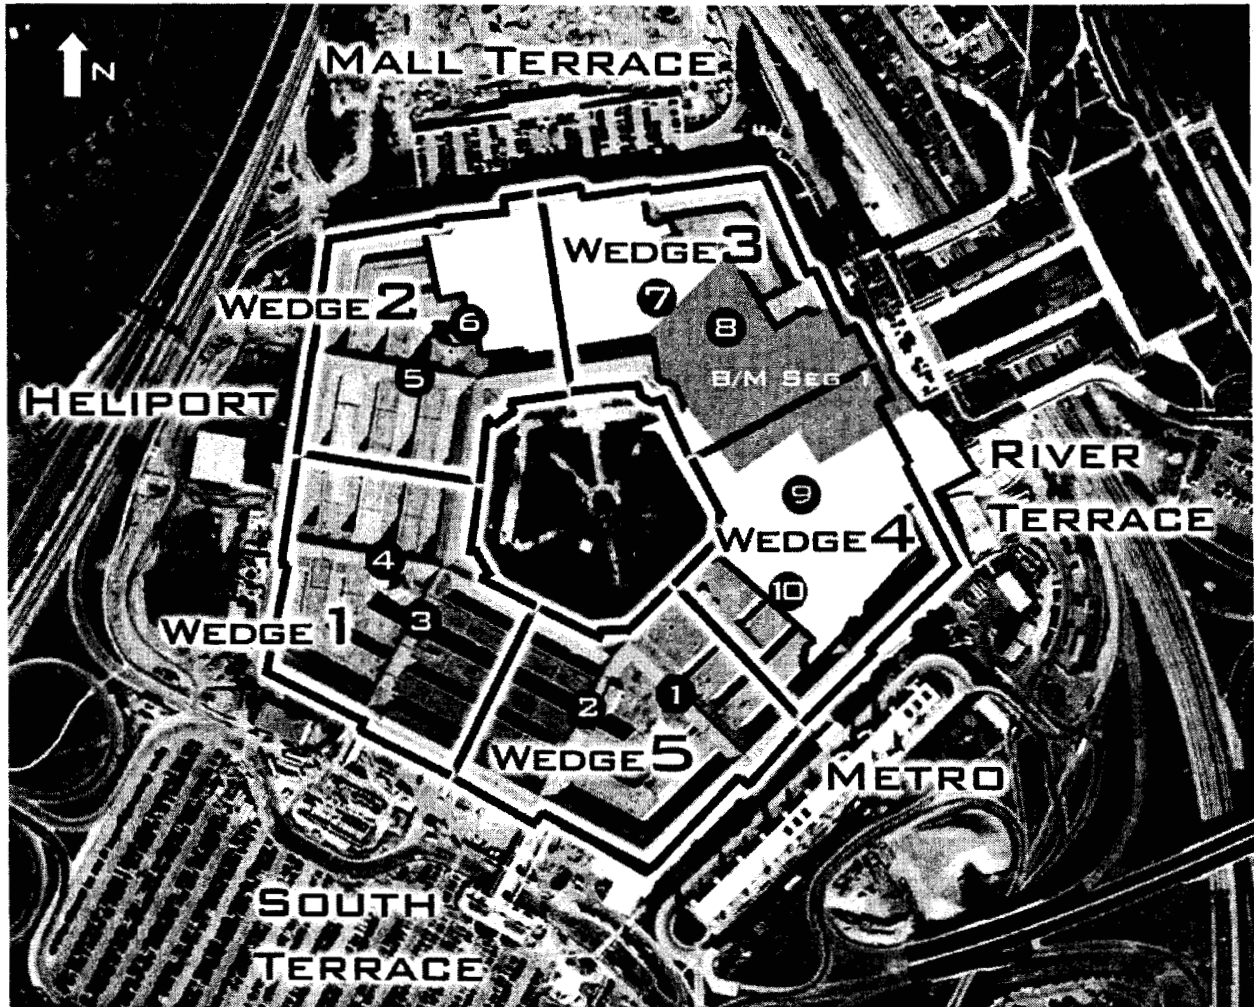 N
MALL TERRACE
WEDGE 3
WEDGE 2
7
6
8
5
B/M SEG 1
HELIPORT
RIVER
TERRACE
9
WEDGE 4
4
10
3
WEDGE 1
1
2
WEDGE 5
METRO
SOUTH
TERRACE